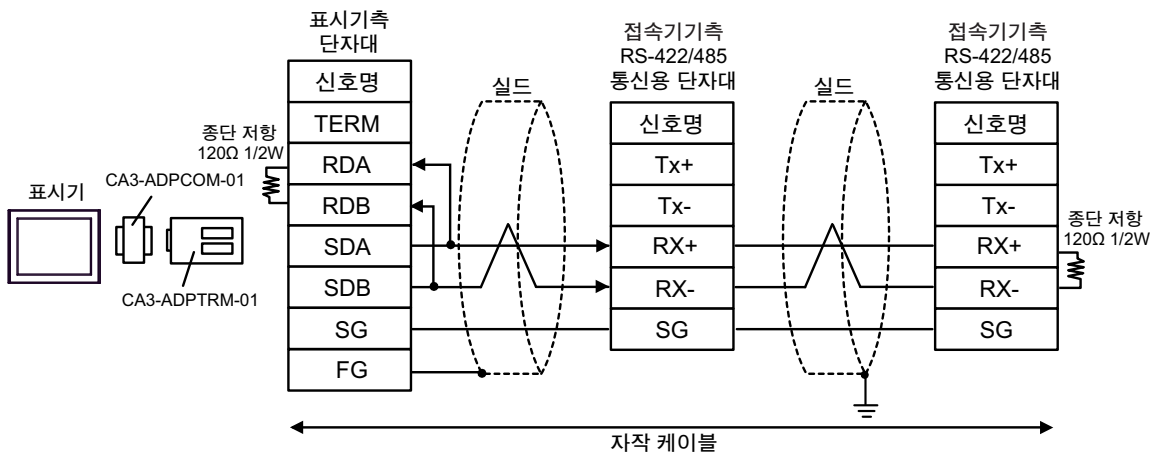 표시기측
단자대
신호명
TERM
RDA
RDB
SDA
SDB
SG
FG
종단 저항
120Ω 1/2W
표시기
CA3-ADPCOM-01
CA3-ADPTRM-01
실드
접속기기측
RS-422/485
통신용 단자대
신호명
Tx+
Tx-
RX+
RX-
SG
실드
접속기기측
RS-422/485
통신용 단자대
신호명
Tx+
Tx-
RX+
RX-
SG
종단 저항
120Ω 1/2W
자작 케이블